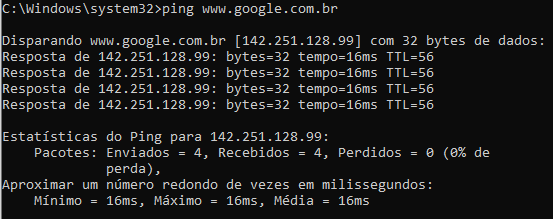 C:\Windows\system32>ping www.google.com.br
Disparando www.google.com.br [142.251.128.99] com 32 bytes de dados:
Resposta de 142.251.128.99: bytes=32 tempo=16ms TTL=56
Resposta de 142.251.128.99: bytes=32 tempo=16ms TTL=56
Resposta de 142.251.128.99: bytes=32 tempo=16ms TTL=56
Resposta de 142.251.128.99: bytes=32 tempo=16ms TTL=56
Estatísticas do Ping para 142.251.128.99:
    Pacotes: Enviados = 4, Recebidos = 4, Perdidos = 0 (0% de
             perda),
Aproximar um número redondo de vezes em milissegundos:
    Mínimo = 16ms, Máximo = 16ms, Média = 16ms